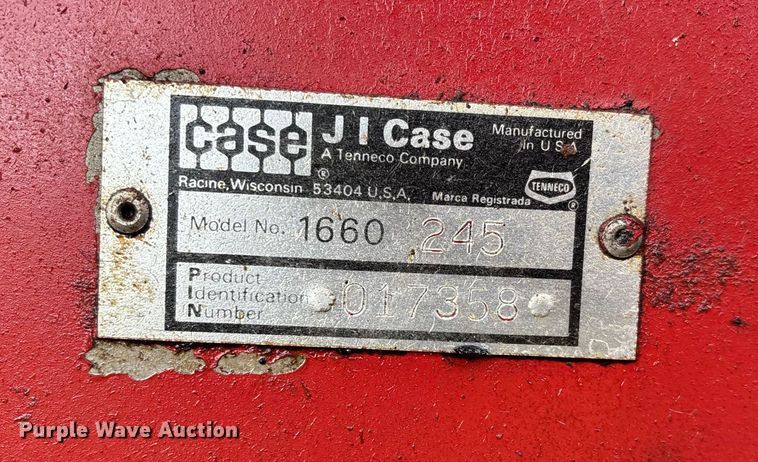 case
J I Case
A Tenneco Company
Manufactured
in U S A
Racine, Wisconsin 53404 U.S.A.
Marca Registrada
TENNECO
®
®
Model No. 1660 245
Product
Identification
Number
017358
Purple Wave Auction